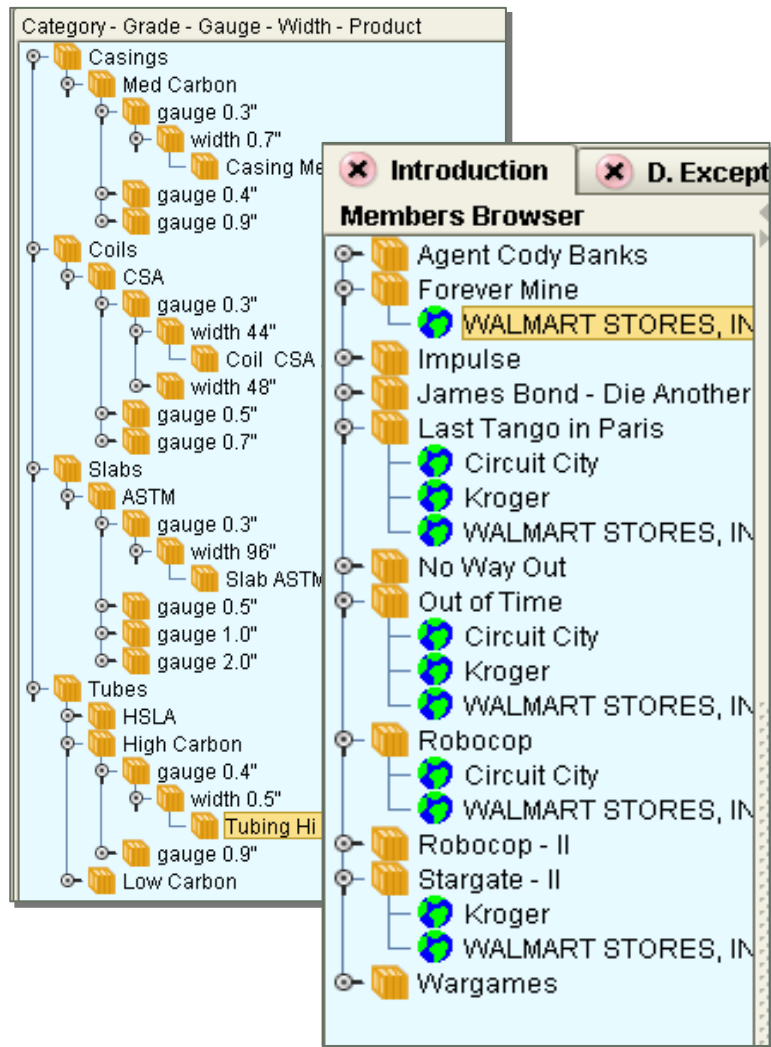 Category - Grade - Gauge - Width - Product
Casings
Med Carbon
gauge 0.3"
width 0.7"
Casing Me
gauge 0.4"
gauge 0.9"
Coils
CSA
gauge 0.3"
width 44"
Coil CSA
width 48"
gauge 0.5"
gauge 0.7"
Slabs
ASTM
gauge 0.3"
width 96"
Slab ASTM
gauge 0.5"
gauge 1.0"
gauge 2.0"
Tubes
HSLA
High Carbon
gauge 0.4"
width 0.5"
Tubing Hi
gauge 0.9"
Low Carbon
Introduction
D. Except
Members Browser
Agent Cody Banks
Forever Mine
WALMART STORES, IN
Impulse
James Bond - Die Another
Last Tango in Paris
Circuit City
Kroger
WALMART STORES, IN
No Way Out
Out of Time
Circuit City
Kroger
WALMART STORES, IN
Robocop
Circuit City
WALMART STORES, IN
Robocop - II
Stargate - II
Kroger
WALMART STORES, IN
Wargames